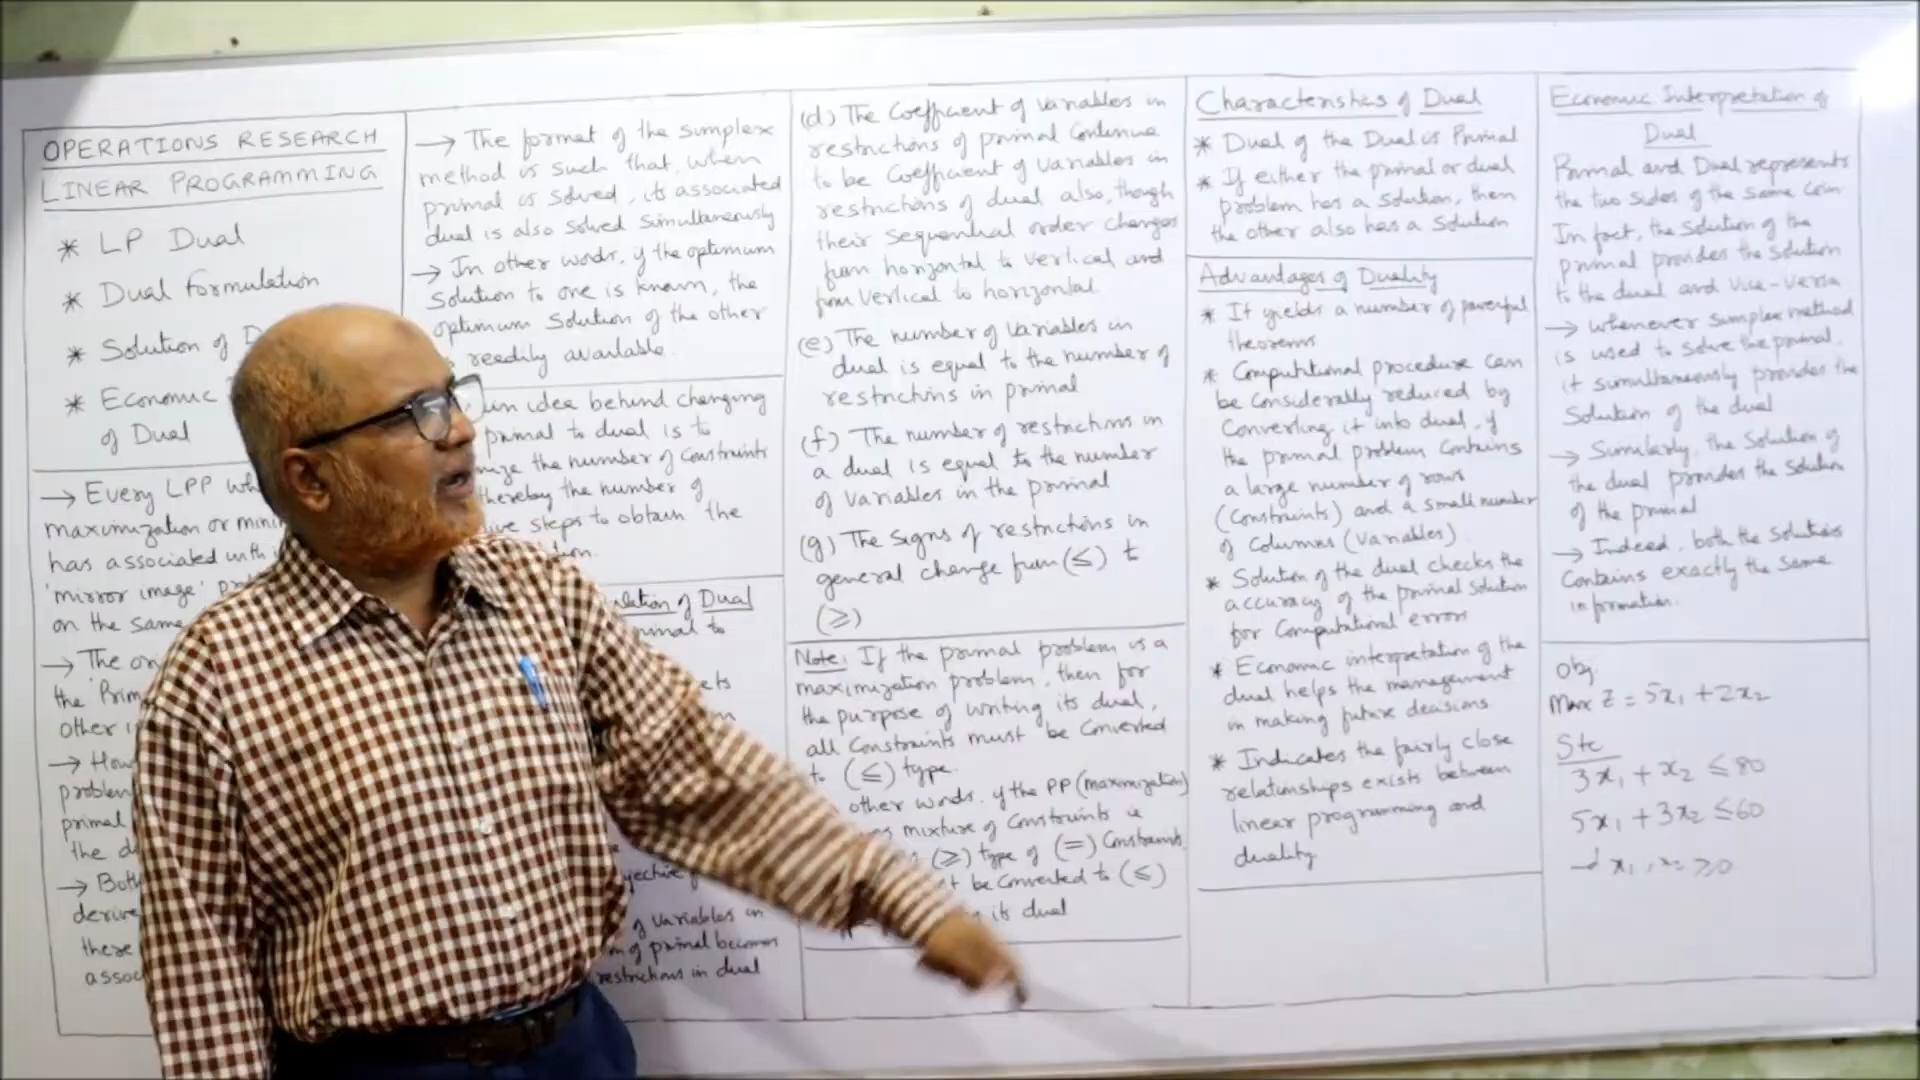 OPERATIONS RESEARCH
LINEAR PROGRAMMING
* LP Dual
* Dual Formulation
* Solution of D
* Economic
of Dual
→ Every LPP wh
maximization or mini
has associated with i
'mirror image' p
on the same
→ The on
the 'Prim
other i
→ How
problem
primal
the d
→ Both
derive
these
assoc
→ The format of the simplex
method is such that, when
primal is solved, its associated
dual is also solved simultaneously
→ In other words, if the optimum
Solution to one is known, the
optimum Solution of the other
readily available.
in idea behind changing
primal to dual is to
mize the number of Constraints
thereby the number of
ive steps to obtain the
tion.
ulation of Dual
rimal to
ets
jective f
of variables in
of primal becomes
restrictions in dual
(d) The Coefficient of variables in
restrictions of primal Continue
to be Coefficient of variables in
restrictions of dual also, though
their sequential order changes
from horizontal to vertical and
from vertical to horizontal
(e) The number of variables in
dual is equal to the number of
restrictions in primal
(f) The number of restrictions in
a dual is equal to the number
of variables in the primal
(g) The signs of restrictions in
general change from (≤) to
(≥)
Note: If the primal problem is a
maximization problem, then for
the purpose of writing its dual,
all Constraints must be Converted
to (≤) type.
other words, if the PP (maximization)
mixture of Constraints ie
(≥) type of (=) Constraints
t be Converted to (≤)
its dual
Characteristics of Dual
* Dual of the Dual is Primal
* If either the primal or dual
problem has a solution, then
the other also has a Solution
Advantages of Duality
* It yields a number of powerful
theorems
* Computational procedure can
be Considerably reduced by
Converting it into dual, if
the primal problem Contains
a large number of rows
(Constraints) and a small number
of Columns (variables).
* Solution of the dual checks the
accuracy of the primal solution
for Computational errors
* Economic interpretation of the
dual helps the management
in making future decisions
* Indicates the fairly close
relationships exists between
linear programming and
duality
Economic Interpretation of
Dual
Primal and Dual represents
the two sides of the same Coin
In fact, the Solution of the
primal provides the Solution
to the dual and vice-versa
→ whenever simplex method
is used to solve the primal,
it simultaneously provides the
Solution of the dual
→ Similarly, the Solution of
the dual provides the Solution
of the primal
→ Indeed, both the Solutions
Contains exactly the same
information.
Obj
Max Z = 5x₁ + 2x₂
Stc
3x₁ + x₂ ≤ 80
5x₁ + 3x₂ ≤ 60
x₁, x₂ ≥ 0